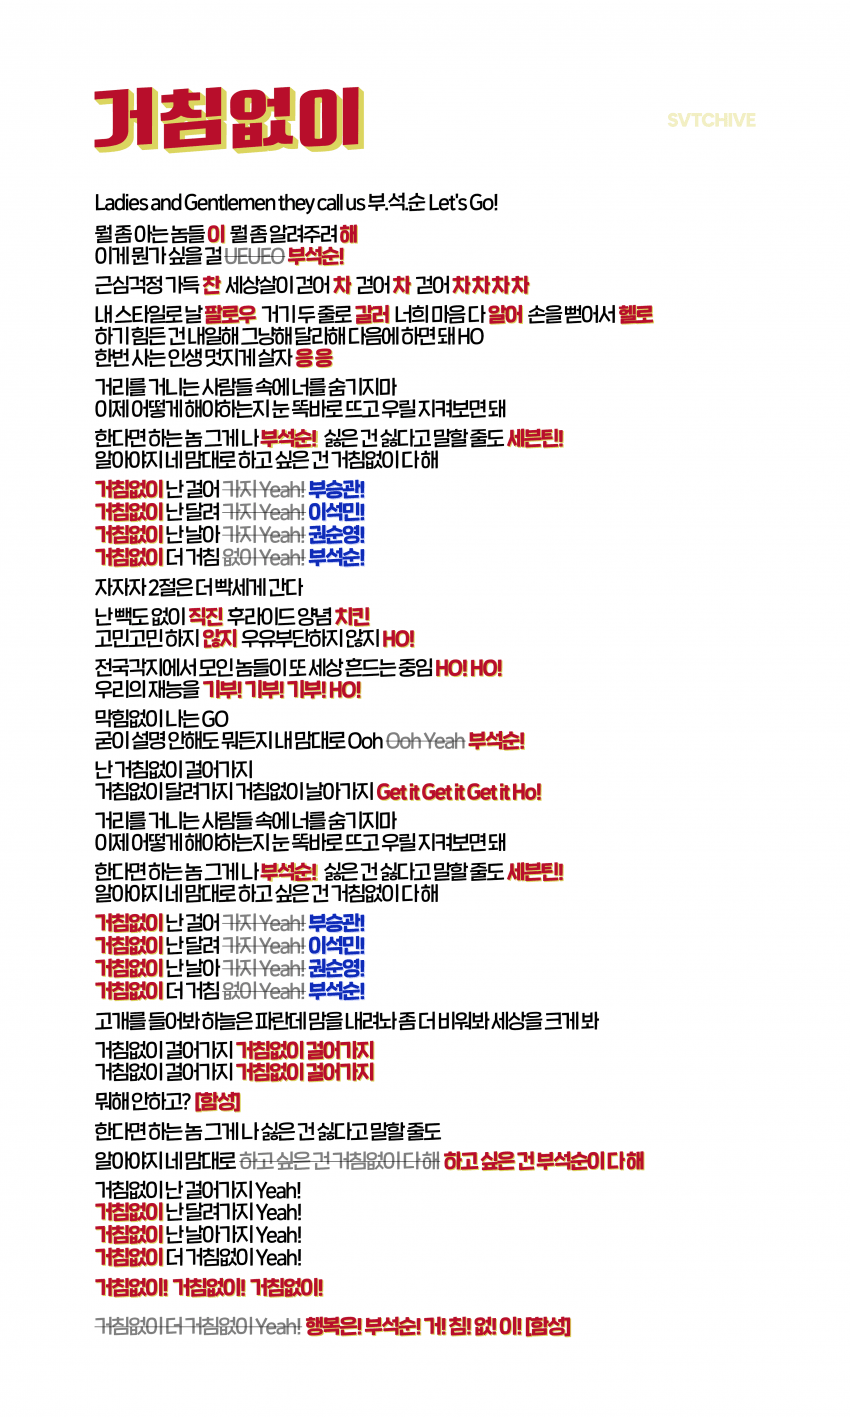 거침없이
SVTCHIVE
Ladies and Gentlemen they call us 부.석.순 Let's Go!
뭘 좀 아는 놈들 이 뭘 좀 알려주려 해
이게 뭔가 싶을 걸 UEUEO 부석순!
근심걱정 가득 찬 세상살이 걷어 차 걷어 차 걷어 차 차 차 차
내 스타일로 날 팔로우 거기 두 줄로 갈러 너희 마음 다 알어 손을 뻗어서 헬로
하기 힘든 건 내일해 그냥해 달라해 다음에 하면 돼 HO
한번 사는 인생 멋지게 살자 응 응
거리를 거니는 사람들 속에 너를 숨기지마
이제 어떻게 해야하는지 눈 똑바로 뜨고 우릴 지켜보면 돼
한다면 하는 놈 그게 나 부석순! 싫은 건 싫다고 말할 줄도 세븐틴!
알아야지 네 맘대로 하고 싶은 건 거침없이 다 해
거침없이 난 걸어 가지 Yeah! 부승관!
거침없이 난 달려 가지 Yeah! 이석민!
거침없이 난 날아 가지 Yeah! 권순영!
거침없이 더 거침 없이 Yeah! 부석순!
자자자 2절은 더 빡세게 간다
난 빽도 없이 직진 후라이드 양념 치킨
고민고민 하지 않지 우유부단하지 않지 HO!
전국각지에서 모인 놈들이 또 세상 흔드는 중임 HO! HO!
우리의 재능을 기부! 기부! 기부! HO!
막힘없이 나는 GO
굳이 설명 안해도 뭐든지 내 맘대로 Ooh Ooh Yeah 부석순!
난 거침없이 걸어가지
거침없이 달려가지 거침없이 날아가지 Get it Get it Get it Ho!
거리를 거니는 사람들 속에 너를 숨기지마
이제 어떻게 해야하는지 눈 똑바로 뜨고 우릴 지켜보면 돼
한다면 하는 놈 그게 나 부석순! 싫은 건 싫다고 말할 줄도 세븐틴!
알아야지 네 맘대로 하고 싶은 건 거침없이 다 해
거침없이 난 걸어 가지 Yeah! 부승관!
거침없이 난 달려 가지 Yeah! 이석민!
거침없이 난 날아 가지 Yeah! 권순영!
거침없이 더 거침 없이 Yeah! 부석순!
고개를 들어봐 하늘은 파란데 맘을 내려놔 좀 더 비워봐 세상을 크게 봐
거침없이 걸어가지 거침없이 걸어가지
거침없이 걸어가지 거침없이 걸어가지
뭐해 안하고? [함성]
한다면 하는 놈 그게 나 싫은 건 싫다고 말할 줄도
알아야지 네 맘대로 하고 싶은 건 거침없이 다 해 하고 싶은 건 부석순이 다 해
거침없이 난 걸어가지 Yeah!
거침없이 난 달려가지 Yeah!
거침없이 난 날아가지 Yeah!
거침없이 더 거침없이 Yeah!
거침없이! 거침없이! 거침없이!
거침없이 더 거침없이 Yeah! 행복은! 부석순! 거! 침! 없! 이! [함성]